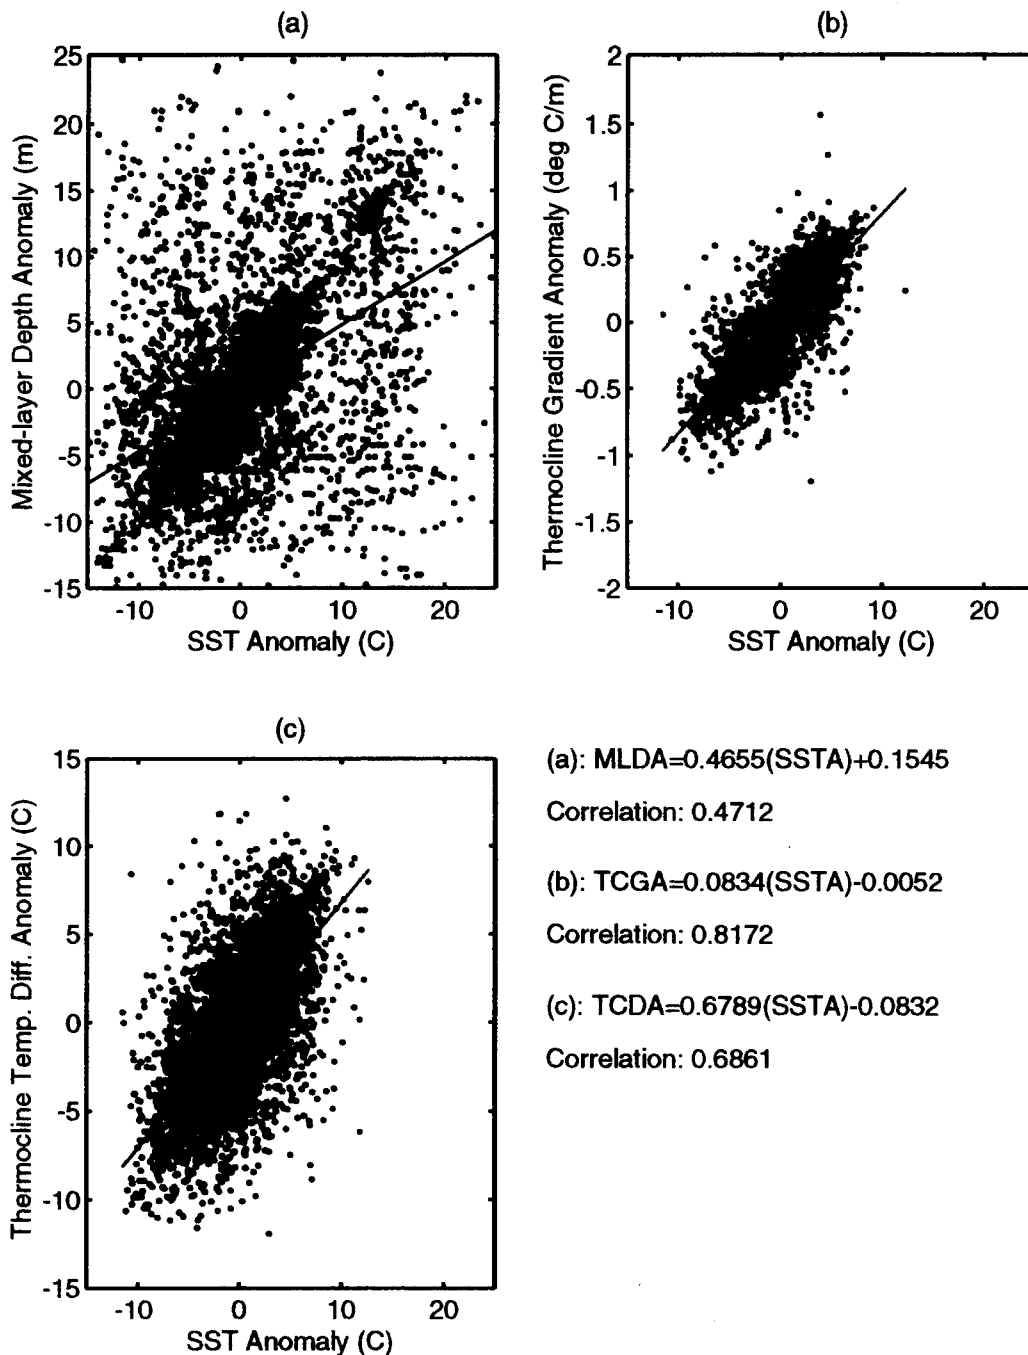 (a)
25
20
15
10
5
0
-5
-10
-15
Mixed-layer Depth Anomaly (m)
-10 0 10 20
SST Anomaly (C)
(b)
2
1.5
1
0.5
0
-0.5
-1
-1.5
-2
Thermocline Gradient Anomaly (deg C/m)
-10 0 10 20
SST Anomaly (C)
(c)
15
10
5
0
-5
-10
-15
Thermocline Temp. Diff. Anomaly (C)
-10 0 10 20
SST Anomaly (C)
(a): MLDA=0.4655(SSTA)+0.1545
Correlation: 0.4712
(b): TCGA=0.0834(SSTA)-0.0052
Correlation: 0.8172
(c): TCDA=0.6789(SSTA)-0.0832
Correlation: 0.6861